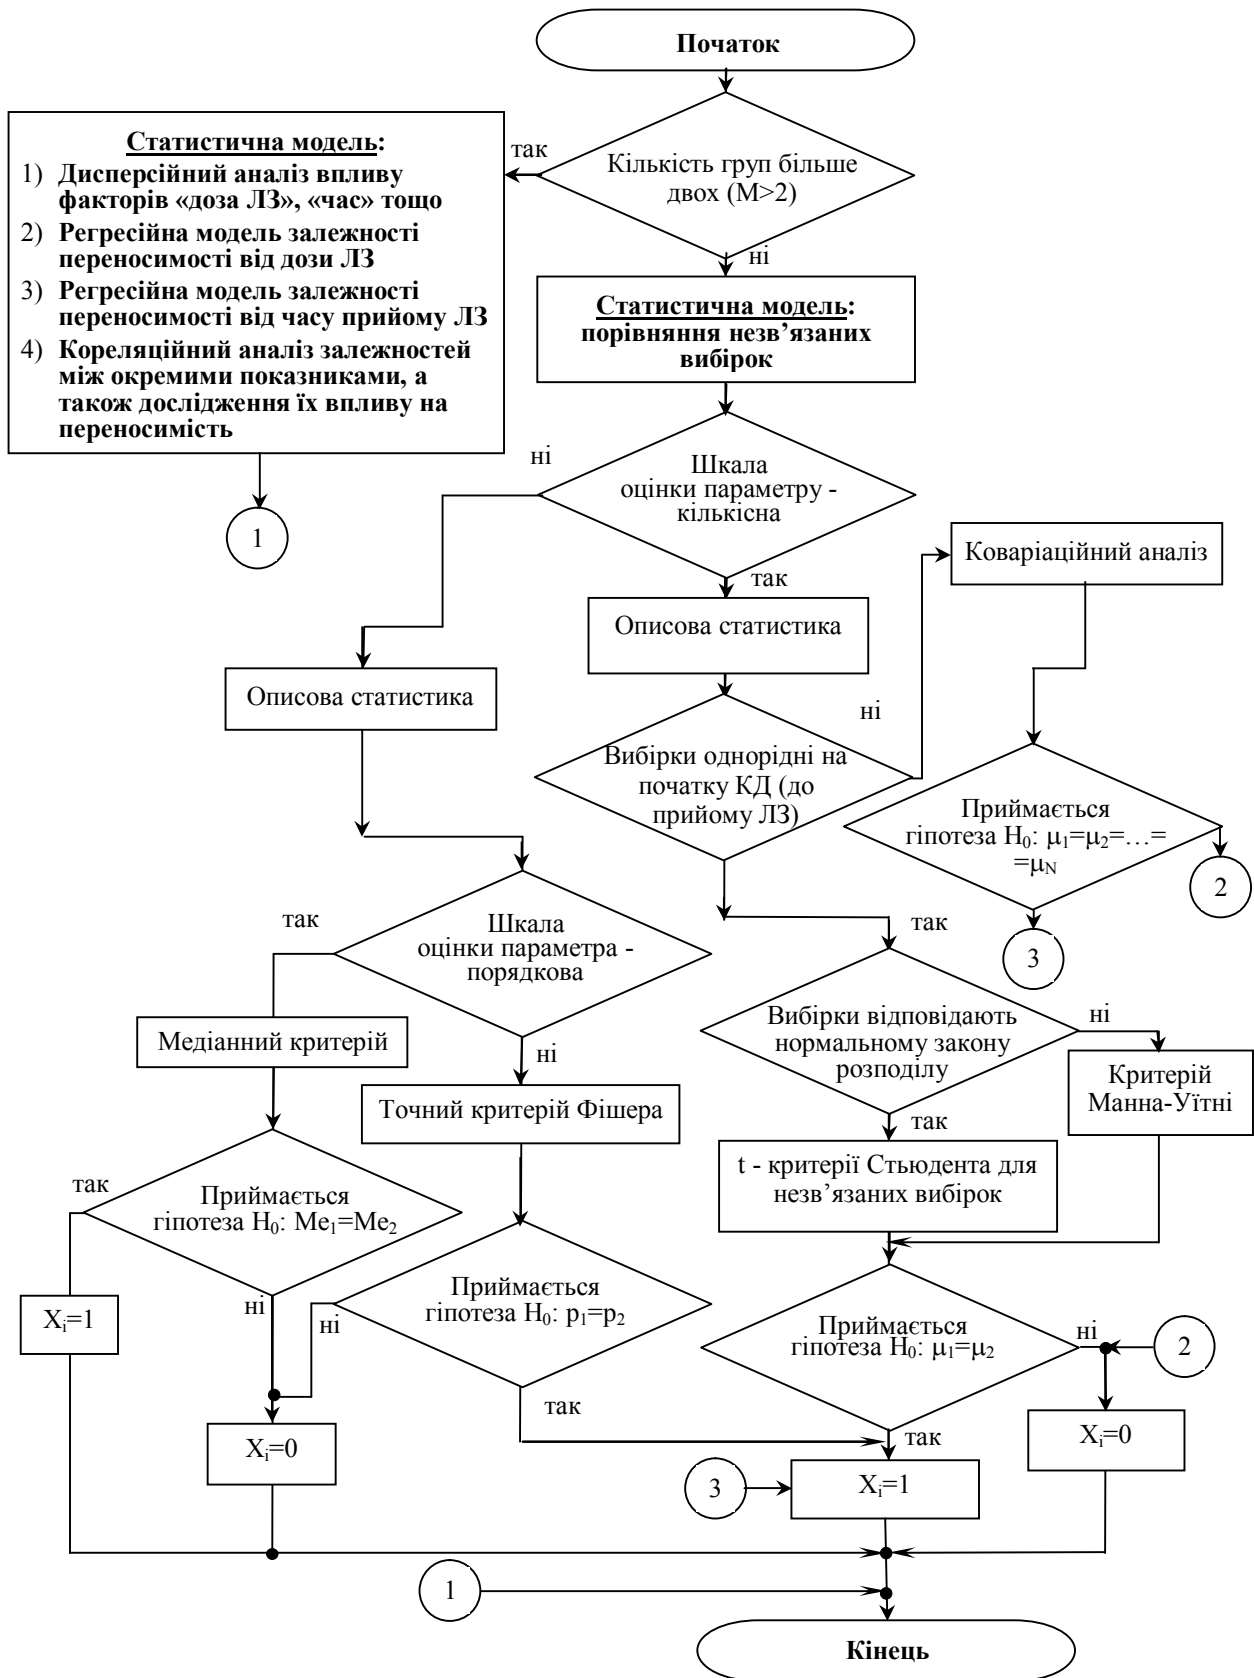 Початок
Статистична модель:
1) Дисперсійний аналіз впливу
факторів «доза ЛЗ», «час» тощо
2) Регресійна модель залежності
переносимості від дози ЛЗ
3) Регресійна модель залежності
переносимості від часу прийому ЛЗ
4) Кореляційний аналіз залежностей
між окремими показниками, а
також дослідження їх впливу на
переносимість
так
Кількість груп більше
двох (M>2)
ні
Статистична модель:
порівняння незв’язаних
вибірок
ні
Шкала
оцінки параметру -
кількісна
1
так
Коваріаційний аналіз
Описова статистика
Описова статистика
ні
Вибірки однорідні на
початку КД (до
прийому ЛЗ)
Приймається
гіпотеза H₀: μ₁=μ₂=…=
=μ_N
2
так
Шкала
оцінки параметра -
порядкова
так
3
Медіанний критерій
ні
Вибірки відповідають
нормальному закону
розподілу
ні
Критерій
Манна-Уїтні
Точний критерій Фішера
так
t - критерії Стьюдента для
незв’язаних вибірок
так
Приймається
гіпотеза H₀: Me₁=Me₂
ні
Xᵢ=1
Приймається
гіпотеза H₀: p₁=p₂
ні
Приймається
гіпотеза H₀: μ₁=μ₂
ні
2
так
Xᵢ=0
так
Xᵢ=0
3
Xᵢ=1
1
Кінець